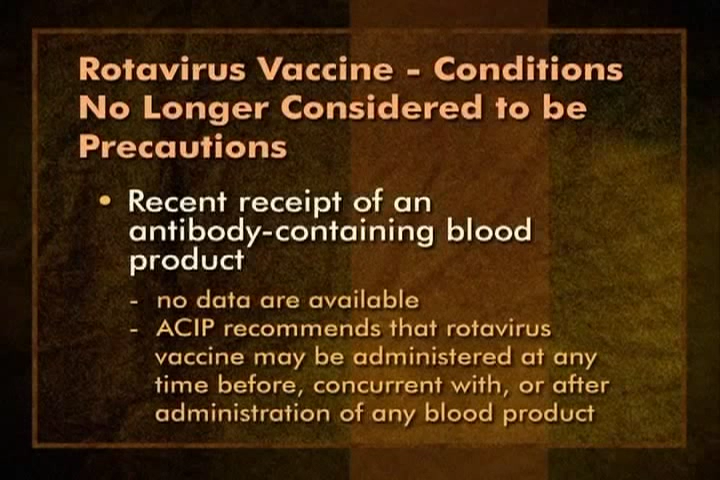 Rotavirus Vaccine - Conditions
No Longer Considered to be
Precautions
• Recent receipt of an
antibody-containing blood
product
- no data are available
- ACIP recommends that rotavirus
vaccine may be administered at any
time before, concurrent with, or after
administration of any blood product